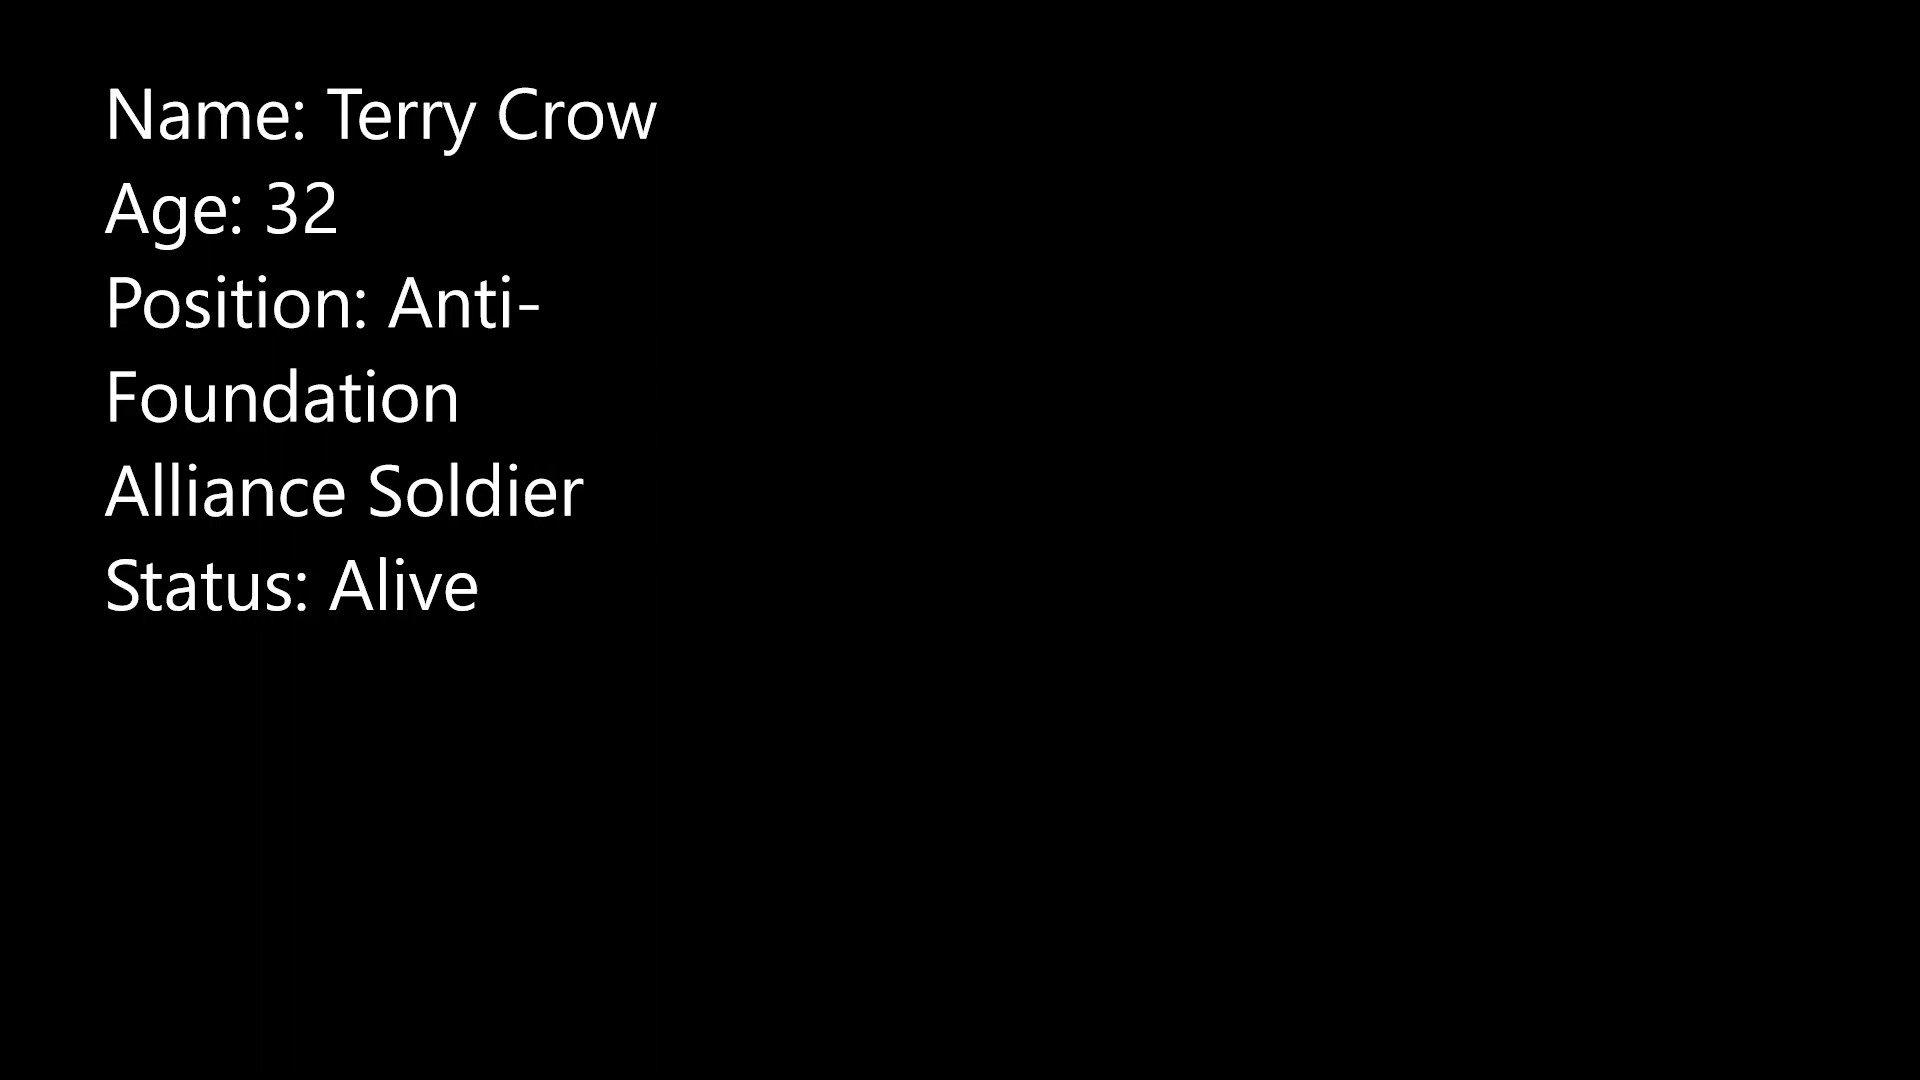 Name: Terry Crow
Age: 32
Position: Anti-
Foundation
Alliance Soldier
Status: Alive